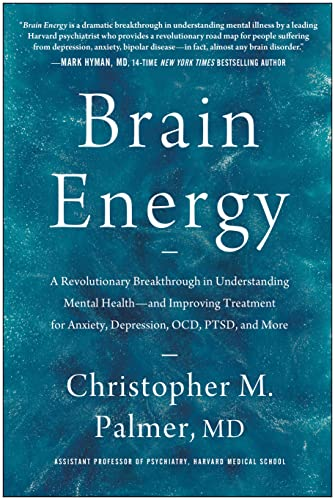 "Brain Energy is a dramatic breakthrough in understanding mental illness by a leading
Harvard psychiatrist who provides a revolutionary road map for people suffering
from depression, anxiety, bipolar disease—in fact, almost any brain disorder."
—MARK HYMAN, MD, 14-TIME NEW YORK TIMES BESTSELLING AUTHOR
Brain
Energy
A Revolutionary Breakthrough in Understanding
Mental Health—and Improving Treatment
for Anxiety, Depression, OCD, PTSD, and More
Christopher M.
Palmer, MD
ASSISTANT PROFESSOR OF PSYCHIATRY, HARVARD MEDICAL SCHOOL